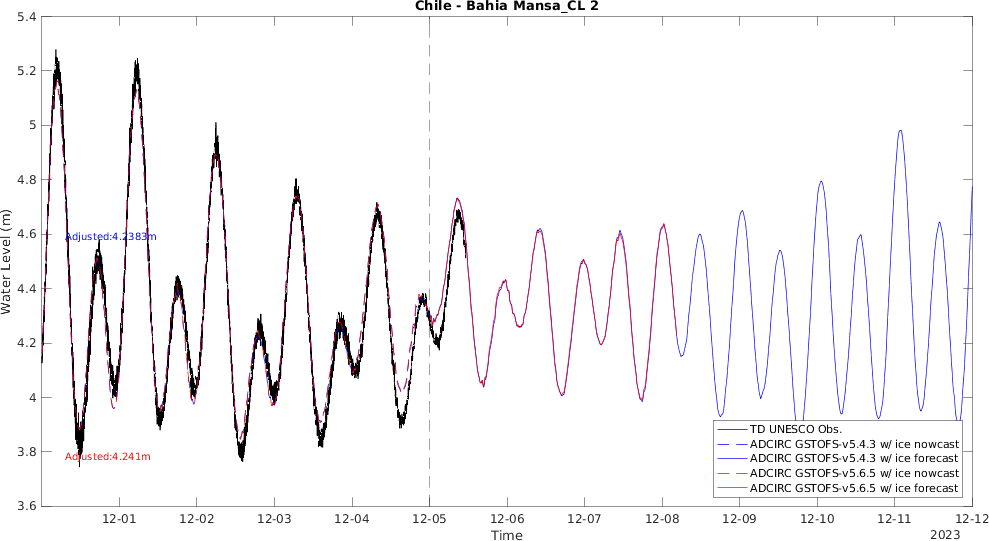 Chile - Bahia Mansa_CL 2
Water Level (m)
5.4
5.2
5
4.8
4.6
4.4
4.2
4
3.8
3.6
Adjusted:4.2383m
Adjusted:4.241m
TD UNESCO Obs.
ADCIRC GSTOFS-v5.4.3 w/ ice nowcast
ADCIRC GSTOFS-v5.4.3 w/ ice forecast
ADCIRC GSTOFS-v5.6.5 w/ ice nowcast
ADCIRC GSTOFS-v5.6.5 w/ ice forecast
12-01 12-02 12-03 12-04 12-05 12-06 12-07 12-08 12-09 12-10 12-11 12-12
Time
2023